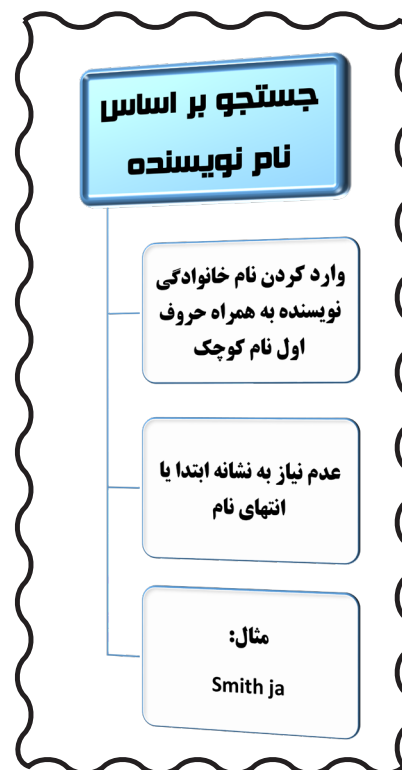 جستجو بر اساس
نام نویسنده
وارد کردن نام خانوادگی
نویسنده به همراه حروف
اول نام کوچک
عدم نیاز به نشانه ابتدا یا
انتهای نام
مثال:
Smith ja